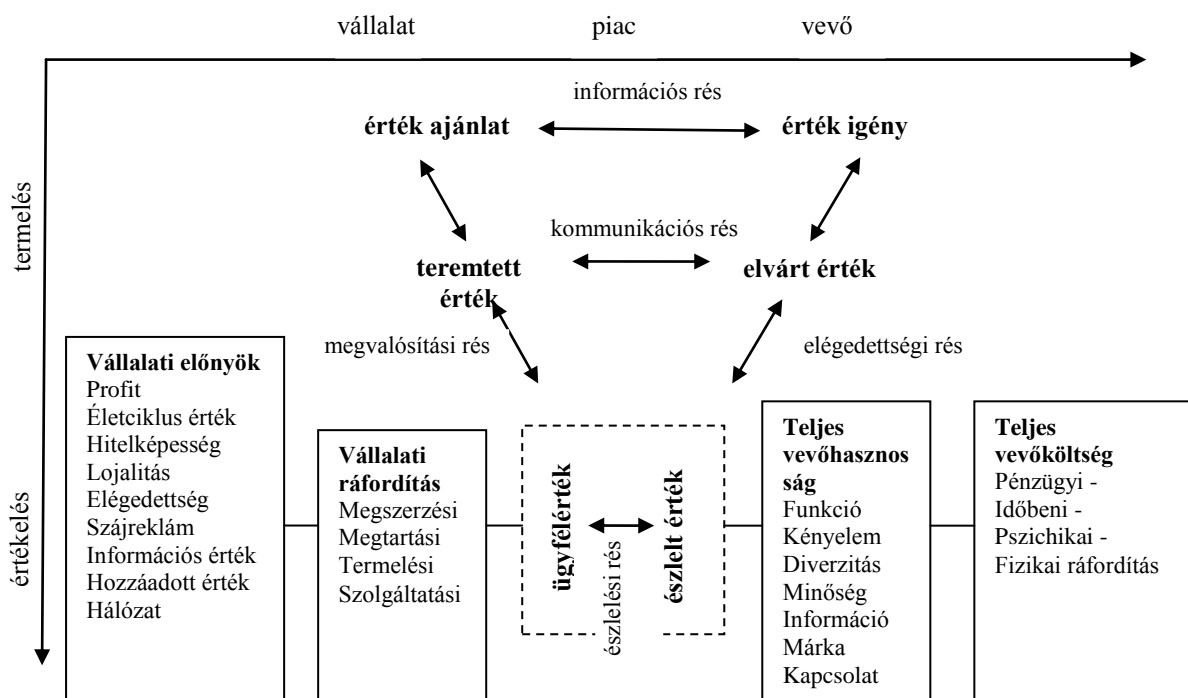 vállalat
piac
vevő
információs rés
érték ajánlat
érték igény
termelés
kommunikációs rés
teremtett
érték
elvárt érték
megvalósítási rés
elégedettségi rés
értékelés
Vállalati előnyök
Profit
Életciklus érték
Hitelképesség
Lojalitás
Elégedettség
Szájreklám
Információs érték
Hozzáadott érték
Hálózat
Vállalati
ráfordítás
Megszerzési
Megtartási
Termelési
Szolgáltatási
ügyfélérték
észlelési rés
észlelt érték
Teljes
vevőhasznos
ság
Funkció
Kényelem
Diverzitás
Minőség
Információ
Márka
Kapcsolat
Teljes
vevőköltség
Pénzügyi -
Időbeni -
Pszichikai -
Fizikai ráfordítás